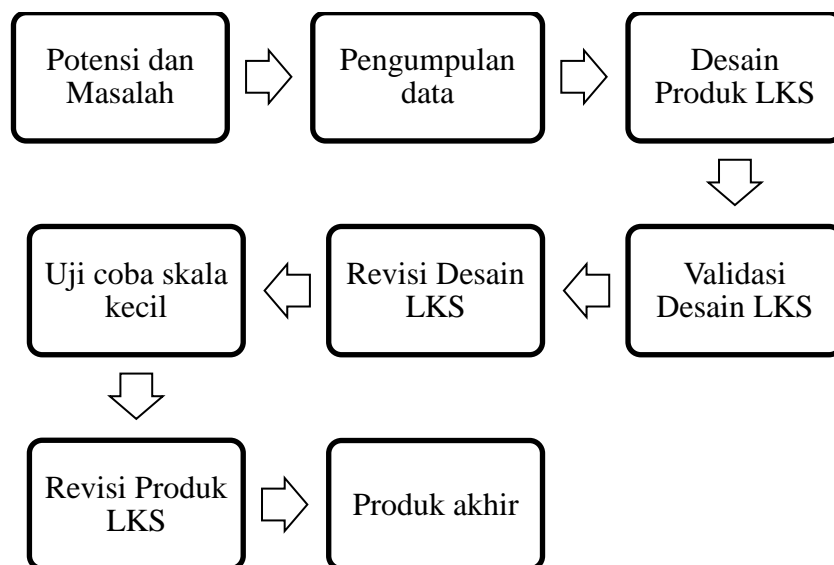 Potensi dan
Masalah
Pengumpulan
data
Desain
Produk LKS
Validasi
Desain LKS
Revisi Desain
LKS
Uji coba skala
kecil
Revisi Produk
LKS
Produk akhir